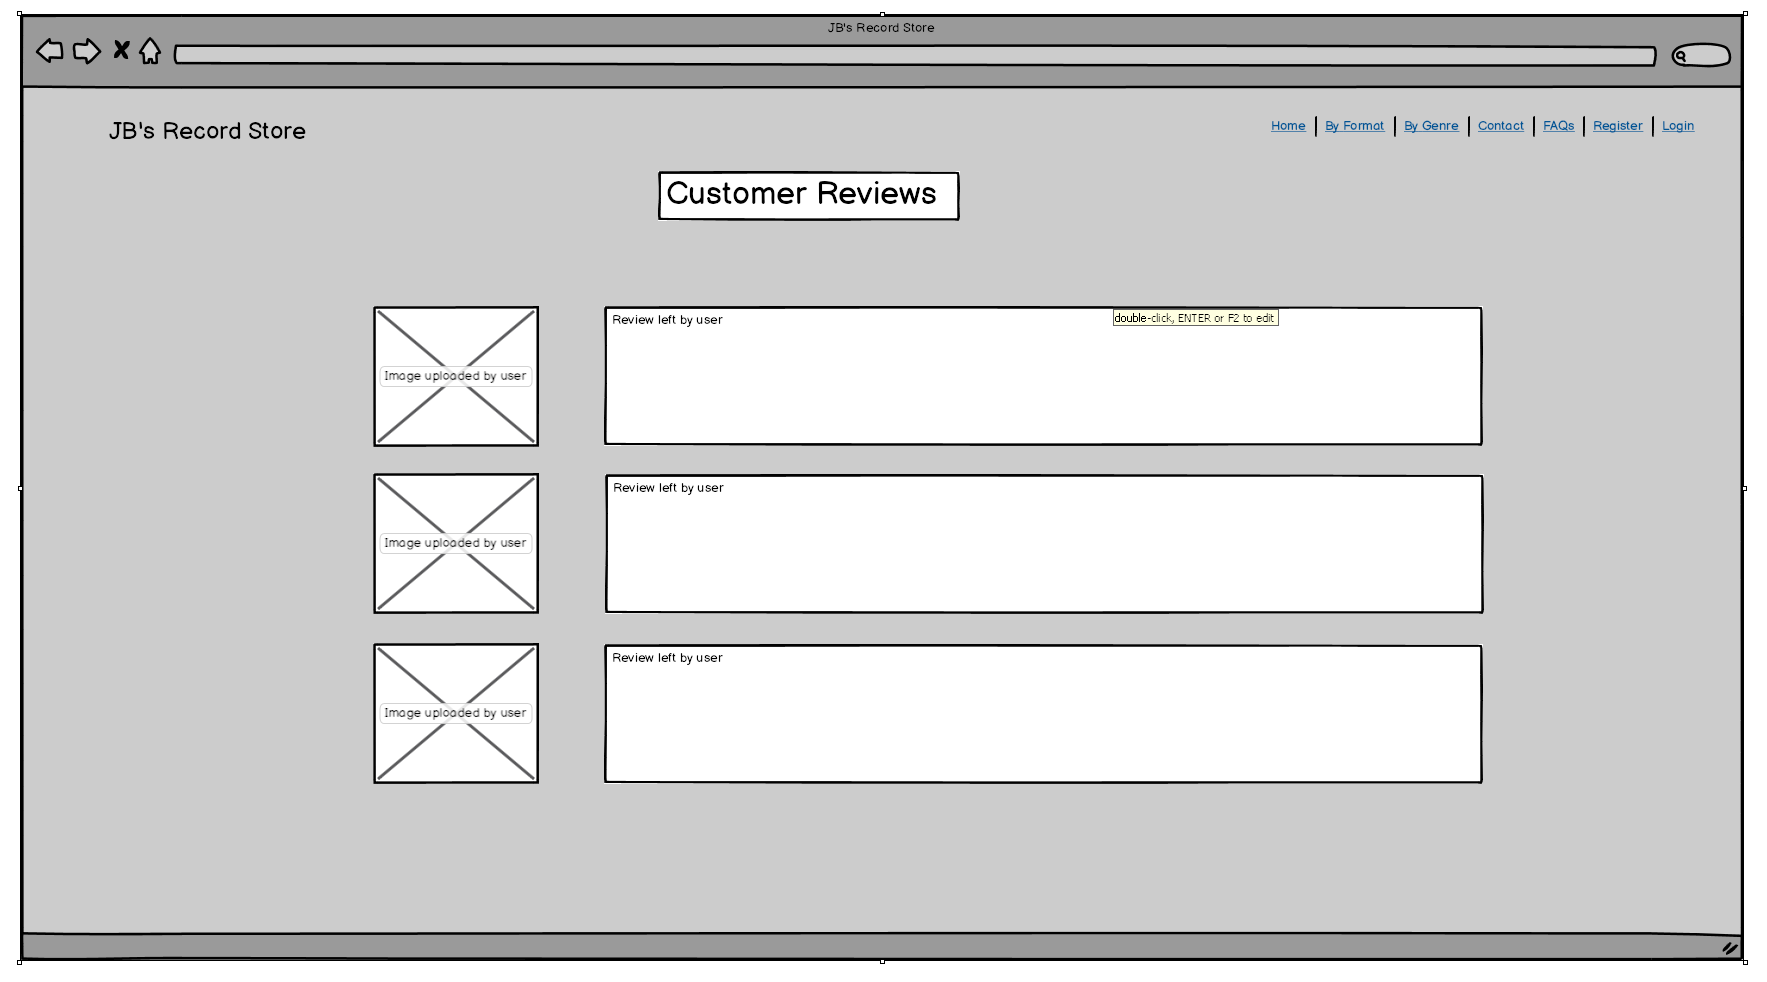 JB's Record Store
JB's Record Store
Home By Format By Genre Contact FAQs Register Login
Customer Reviews
Review left by user
double-click, ENTER or F2 to edit
Image uploaded by user
Review left by user
Image uploaded by user
Review left by user
Image uploaded by user